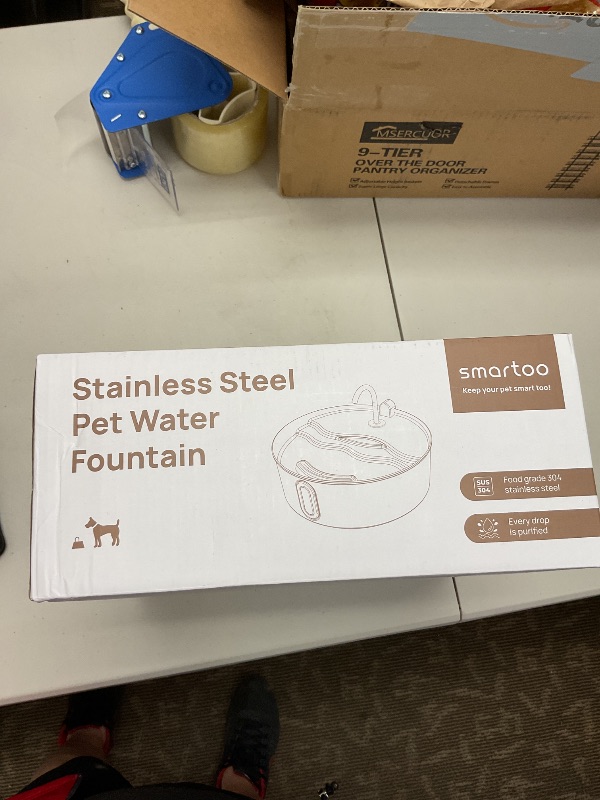 MSERCUGR
9-TIER
OVER THE DOOR
PANTRY ORGANIZER
Stainless Steel
Pet Water
Fountain
smartoo
Keep your pet smart too!
SUS
304
Food grade 304
stainless steel
Every drop
is purified